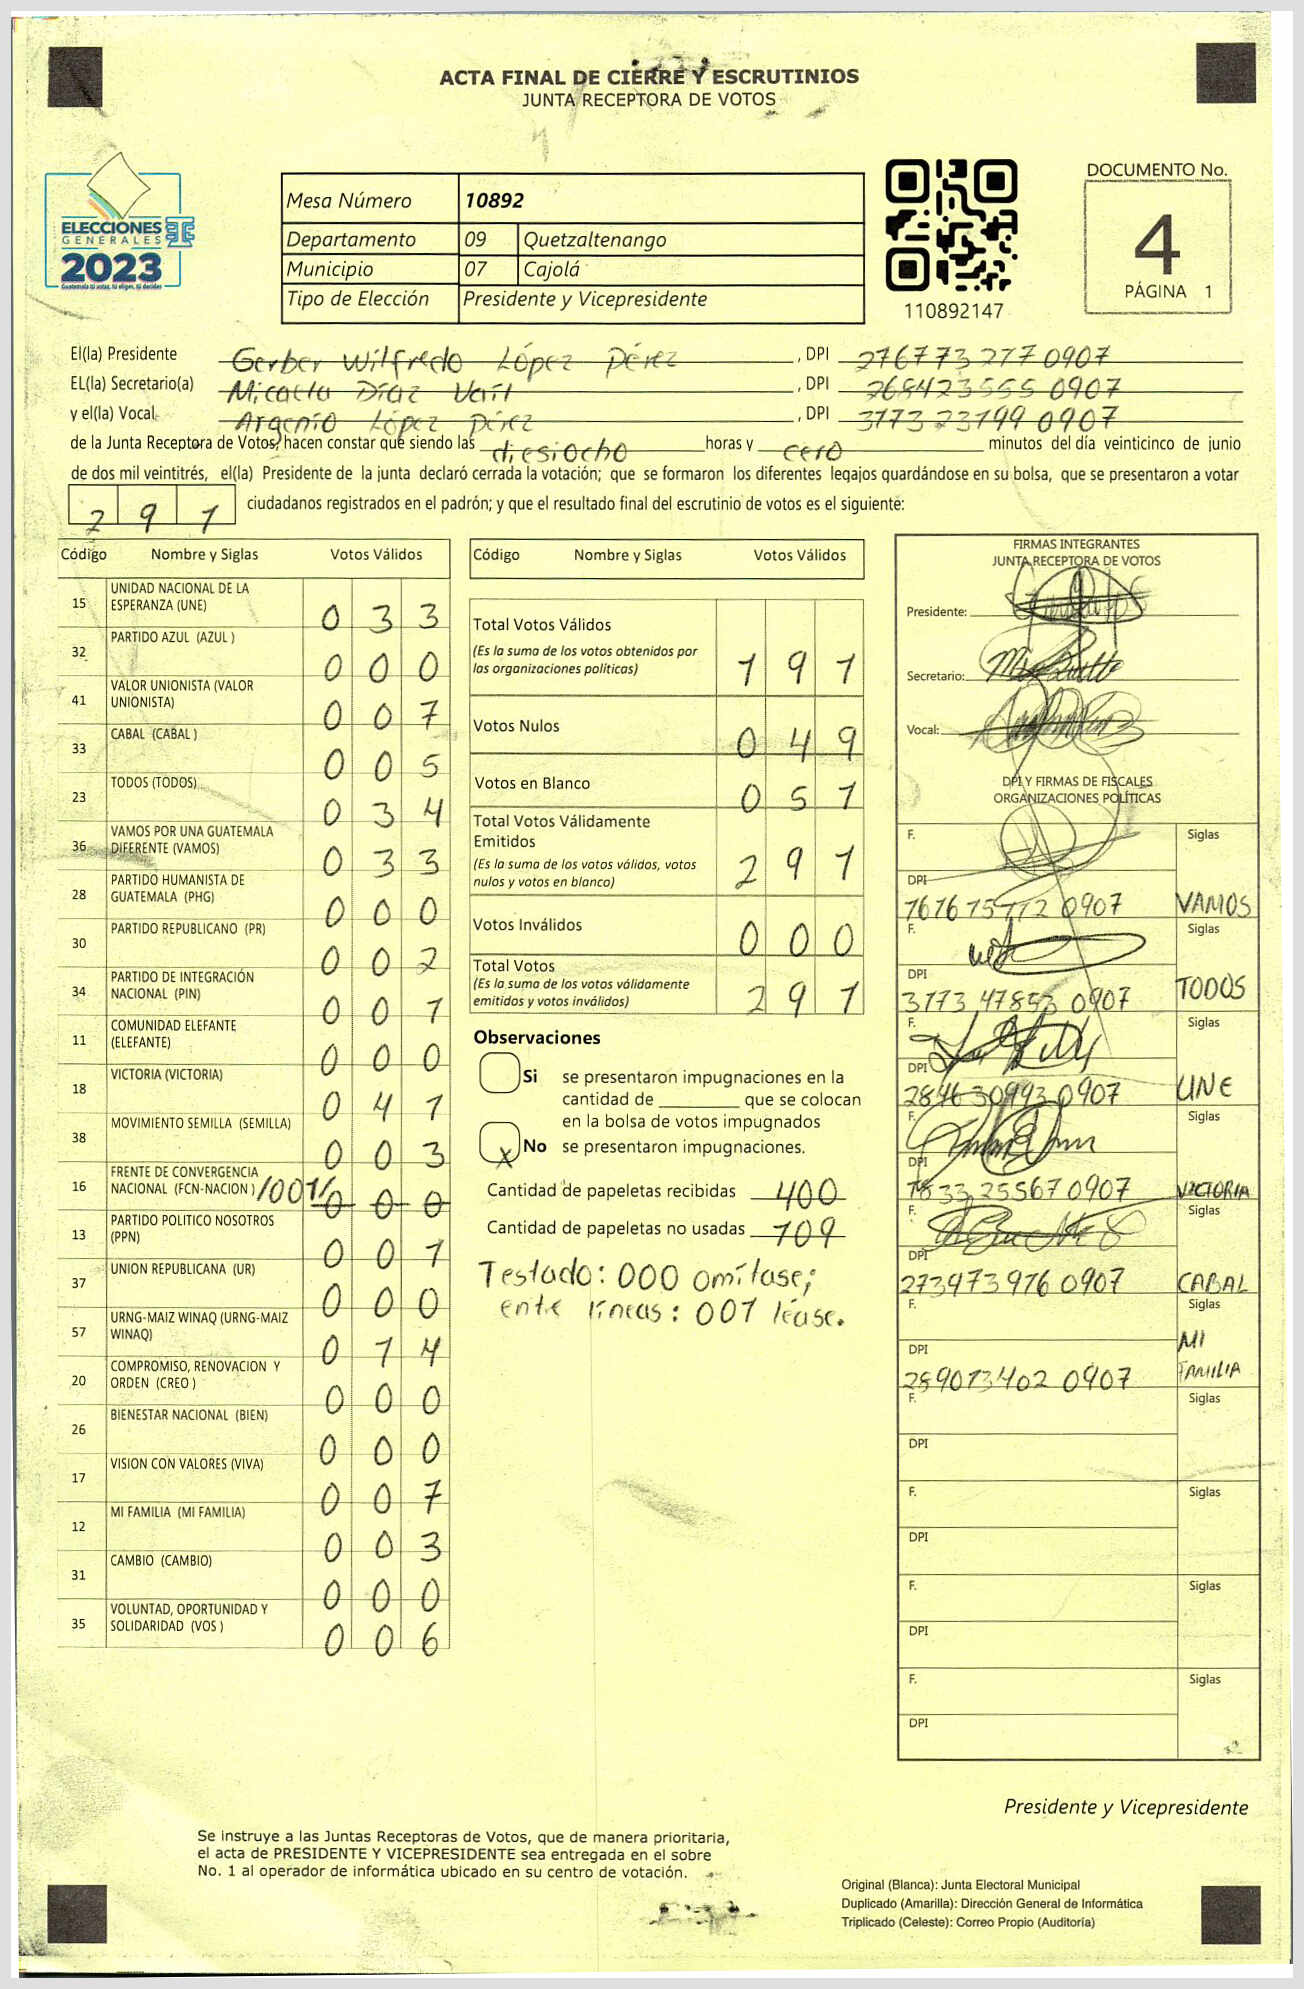 ACTA FINAL DE CIERRE Y ESCRUTINIOS
JUNTA RECEPTORA DE VOTOS
ELECCIONES
GENERALES
2023
Guatemala tú votas, tú eliges, tú decides
Mesa Número 10892
Departamento 09 Quetzaltenango
Municipio 07 Cajolá
Tipo de Elección Presidente y Vicepresidente
110892147
DOCUMENTO No.
4
PÁGINA 1
El(la) Presidente Gerber Wilfredo López Pérez, DPI 276773277 0907
EL(la) Secretario(a) Micaela Díaz Vail, DPI 268423555 0907
y el(la) Vocal Argenio López Pérez, DPI 3173 23199 0907
de la Junta Receptora de Votos, hacen constar que siendo las diesiocho horas y cero minutos del día veinticinco de junio
de dos mil veintitrés, el(la) Presidente de la junta declaró cerrada la votación; que se formaron los diferentes legajos guardándose en su bolsa, que se presentaron a votar
291 ciudadanos registrados en el padrón; y que el resultado final del escrutinio de votos es el siguiente:
Código Nombre y Siglas Votos Válidos
15 UNIDAD NACIONAL DE LA ESPERANZA (UNE) 0 3 3
32 PARTIDO AZUL (AZUL ) 0 0 0
41 VALOR UNIONISTA (VALOR UNIONISTA) 0 0 7
33 CABAL (CABAL ) 0 0 5
23 TODOS (TODOS) 0 3 4
36 VAMOS POR UNA GUATEMALA DIFERENTE (VAMOS) 0 3 3
28 PARTIDO HUMANISTA DE GUATEMALA (PHG) 0 0 0
30 PARTIDO REPUBLICANO (PR) 0 0 2
34 PARTIDO DE INTEGRACIÓN NACIONAL (PIN) 0 0 1
11 COMUNIDAD ELEFANTE (ELEFANTE) 0 0 0
18 VICTORIA (VICTORIA) 0 4 1
38 MOVIMIENTO SEMILLA (SEMILLA) 0 0 3
16 FRENTE DE CONVERGENCIA NACIONAL (FCN-NACION ) /001/ 0 0 0
13 PARTIDO POLITICO NOSOTROS (PPN) 0 0 1
37 UNION REPUBLICANA (UR) 0 0 0
57 URNG-MAIZ WINAQ (URNG-MAIZ WINAQ) 0 1 4
20 COMPROMISO, RENOVACION Y ORDEN (CREO ) 0 0 0
26 BIENESTAR NACIONAL (BIEN) 0 0 0
17 VISION CON VALORES (VIVA) 0 0 7
12 MI FAMILIA (MI FAMILIA) 0 0 3
31 CAMBIO (CAMBIO) 0 0 0
35 VOLUNTAD, OPORTUNIDAD Y SOLIDARIDAD (VOS ) 0 0 6
Código Nombre y Siglas Votos Válidos
Total Votos Válidos 1 9 1
(Es la suma de los votos obtenidos por
las organizaciones políticas)
Votos Nulos 0 4 9
Votos en Blanco 0 5 1
Total Votos Válidamente
Emitidos 2 9 1
(Es la suma de los votos válidos, votos
nulos y votos en blanco)
Votos Inválidos 0 0 0
Total Votos 2 9 1
(Es la suma de los votos válidamente
emitidos y votos inválidos)
Observaciones
Si se presentaron impugnaciones en la
cantidad de ________ que se colocan
en la bolsa de votos impugnados
x No se presentaron impugnaciones.
Cantidad de papeletas recibidas 400
Cantidad de papeletas no usadas 109
Testado: 000 omítase;
entre líneas: 001 léase.
FIRMAS INTEGRANTES
JUNTA RECEPTORA DE VOTOS
Presidente:
Secretario:
Vocal:
DPI Y FIRMAS DE FISCALES
ORGANIZACIONES POLÍTICAS
F. Siglas
DPI
0907 VAMOS
F. Siglas
DPI
3173 47853 0907 TODOS
F. Siglas
DPI
2846 30993 0907 UNE
F. Siglas
DPI
1833 25567 0907 VICTORIA
F. Siglas
DPI
273973976 0907 CABAL
F. Siglas
DPI
289013402 0907 MI FAMILIA
F. Siglas
DPI
F. Siglas
DPI
F. Siglas
DPI
F. Siglas
DPI
Presidente y Vicepresidente
Se instruye a las Juntas Receptoras de Votos, que de manera prioritaria,
el acta de PRESIDENTE Y VICEPRESIDENTE sea entregada en el sobre
No. 1 al operador de informática ubicado en su centro de votación.
Original (Blanca): Junta Electoral Municipal
Duplicado (Amarilla): Dirección General de Informática
Triplicado (Celeste): Correo Propio (Auditoría)